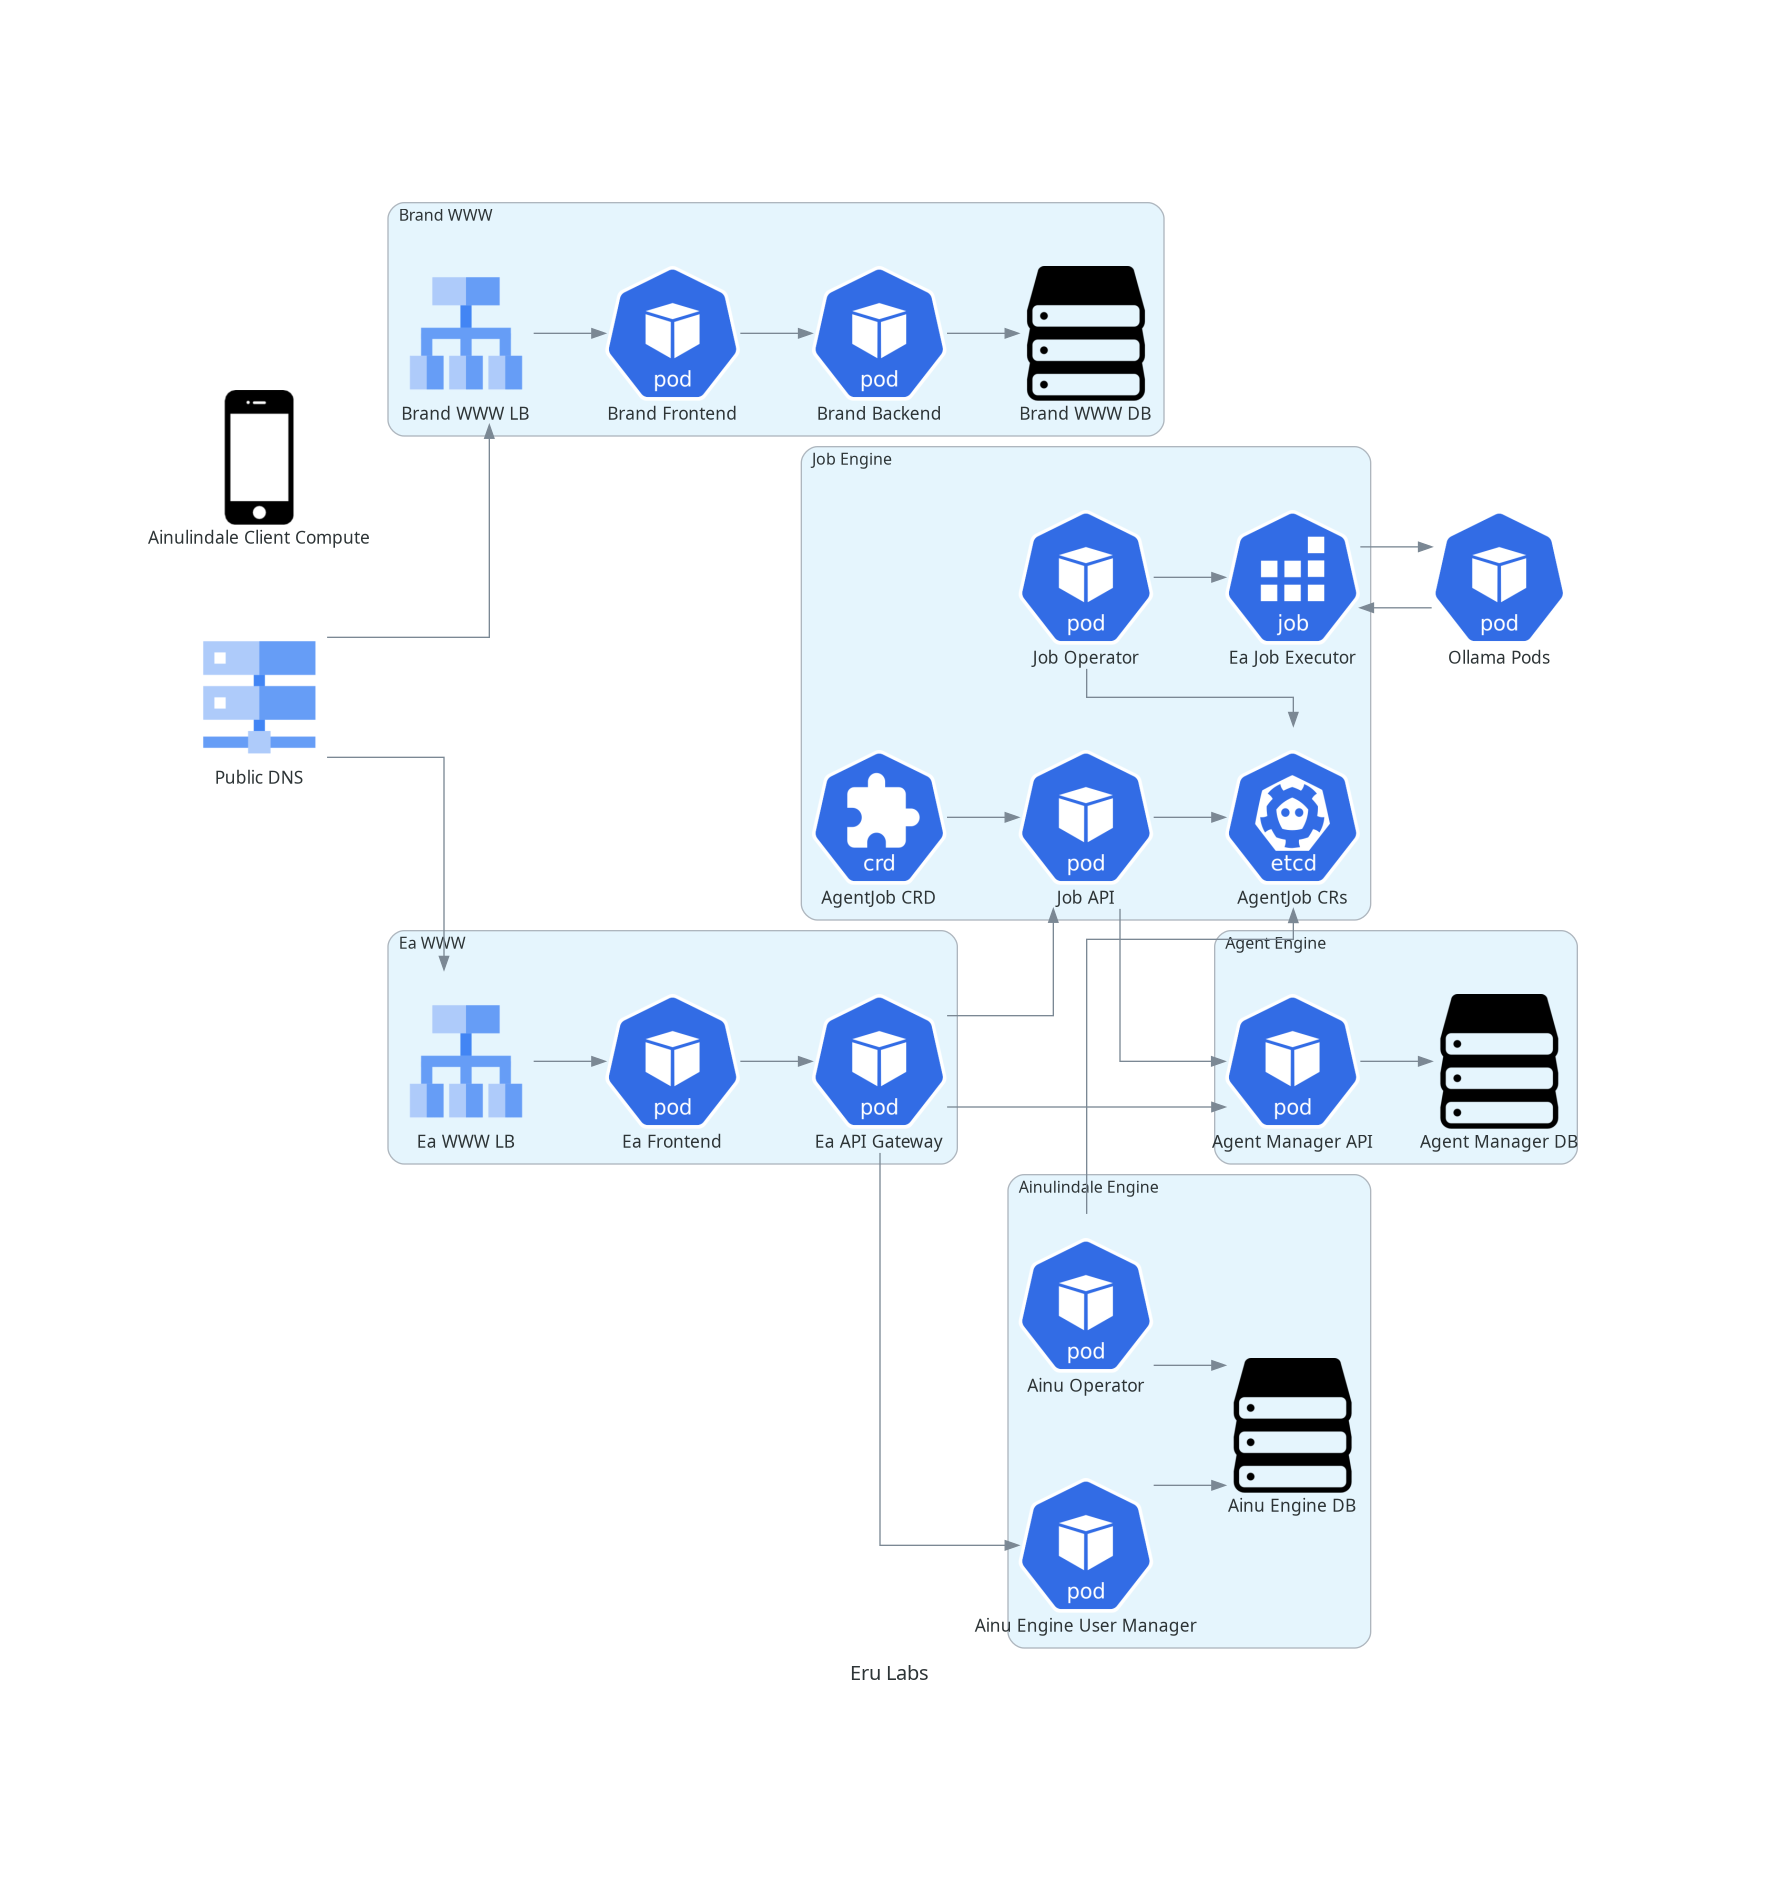 Brand WWW
pod
pod
Brand WWW LB
Brand Frontend
Brand Backend
Brand WWW DB
Ainulindale Client Compute
Public DNS
Job Engine
pod
job
pod
Job Operator
Ea Job Executor
Ollama Pods
crd
pod
etcd
AgentJob CRD
Job API
AgentJob CRs
Ea WWW
pod
pod
Ea WWW LB
Ea Frontend
Ea API Gateway
Agent Engine
pod
Agent Manager API
Agent Manager DB
Ainulindale Engine
pod
Ainu Operator
Ainu Engine DB
pod
Ainu Engine User Manager
Eru Labs